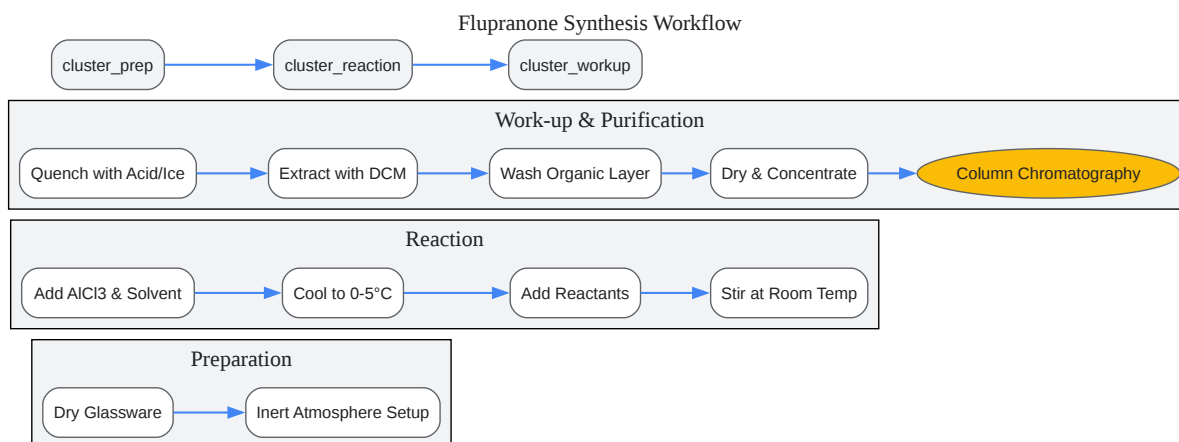 Flupranone Synthesis Workflow
cluster_prep
cluster_reaction
cluster_workup
Work-up & Purification
Quench with Acid/Ice
Extract with DCM
Wash Organic Layer
Dry & Concentrate
Column Chromatography
Reaction
Add AlCl3 & Solvent
Cool to 0-5°C
Add Reactants
Stir at Room Temp
Preparation
Dry Glassware
Inert Atmosphere Setup